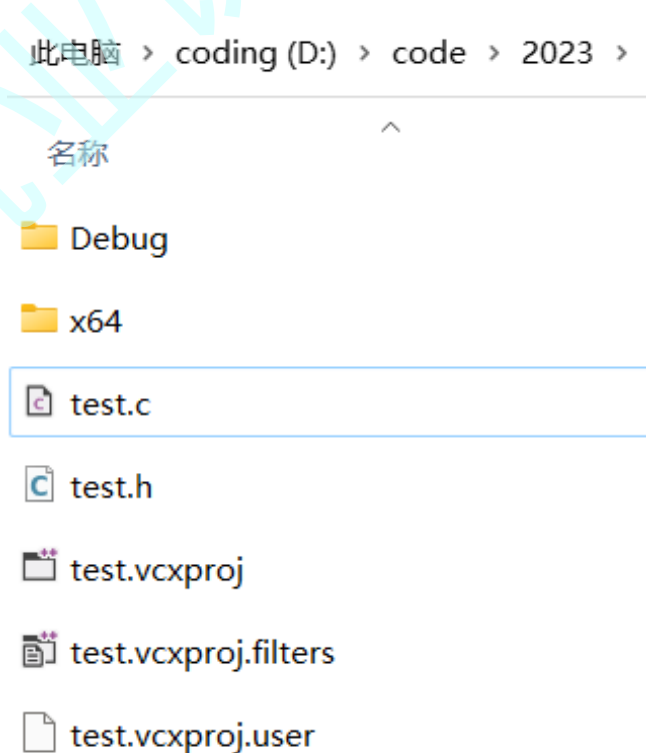 此电脑 > coding (D:) > code > 2023 >
名称
Debug
x64
test.c
test.h
test.vcxproj
test.vcxproj.filters
test.vcxproj.user